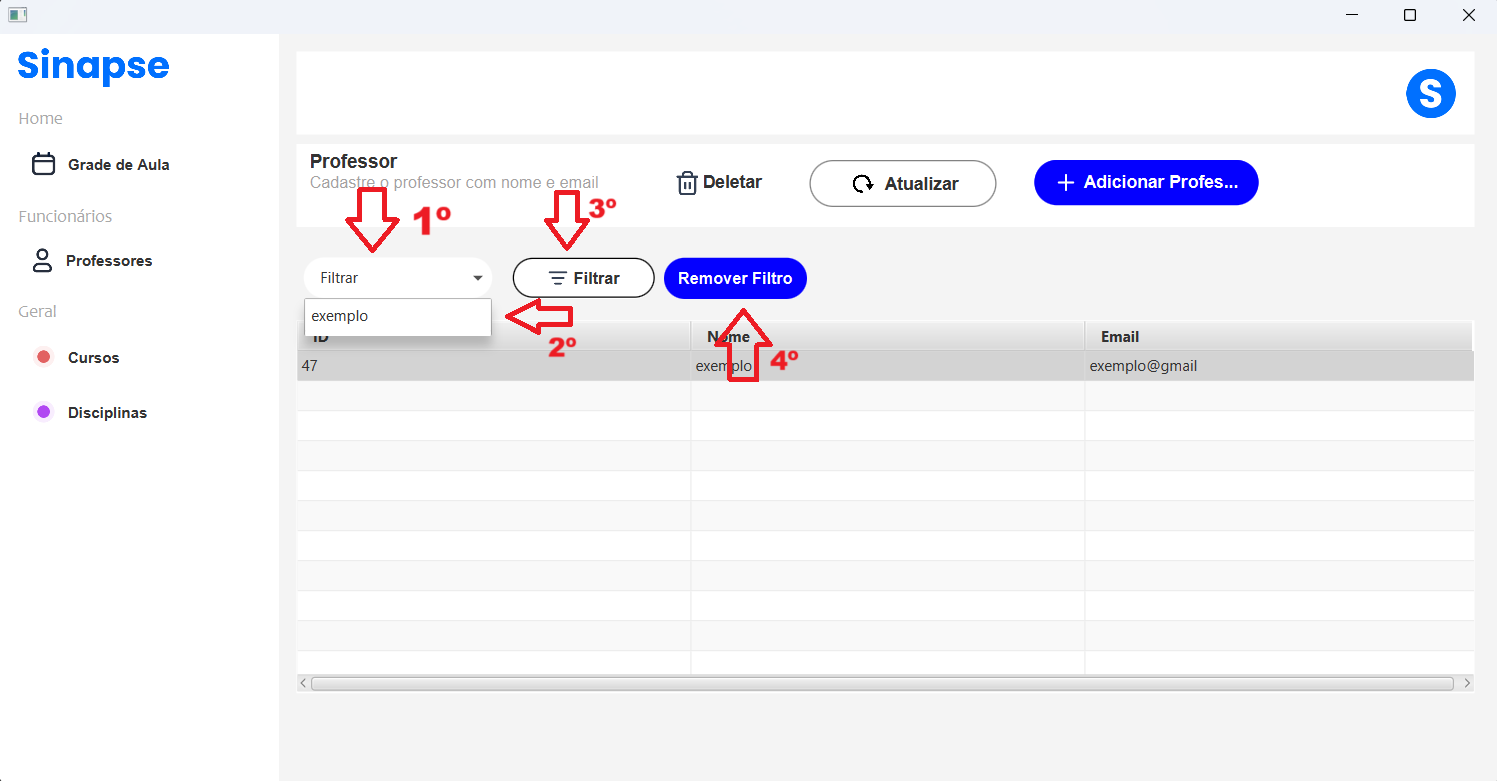 Sinapse
Home
Grade de Aula
Funcionários
Professores
Geral
Cursos
Disciplinas
S
Professor
Cadastre o professor com nome e email
Deletar
Atualizar
Adicionar Profes...
1º
3º
Filtrar
Filtrar
Remover Filtro
exemplo
2º
4º
ID
Nome
Email
47
exemplo
exemplo@gmail